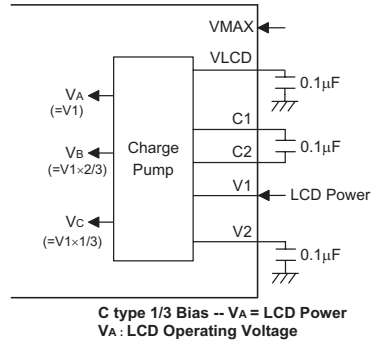 VMAX
VLCD
0.1μF
VA
(=V1)
C1
Charge
Pump
0.1μF
VB
(=V1×2/3)
C2
V1
LCD Power
VC
(=V1×1/3)
V2
0.1μF
C type 1/3 Bias -- VA = LCD Power
VA : LCD Operating Voltage